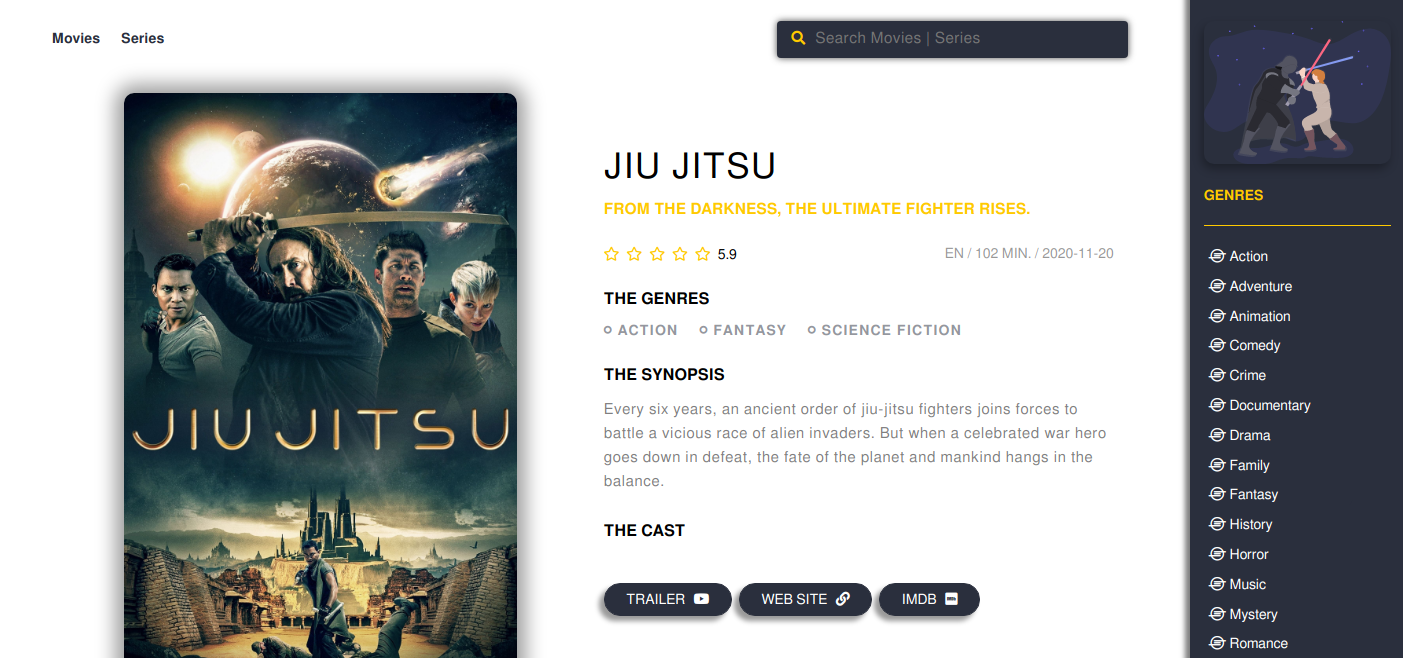 Movies Series
Search Movies | Series
JIU JITSU
JIU JITSU
FROM THE DARKNESS, THE ULTIMATE FIGHTER RISES.
5.9 EN / 102 MIN. / 2020-11-20
THE GENRES
ACTION FANTASY SCIENCE FICTION
THE SYNOPSIS
Every six years, an ancient order of jiu-jitsu fighters joins forces to
battle a vicious race of alien invaders. But when a celebrated war hero
goes down in defeat, the fate of the planet and mankind hangs in the
balance.
THE CAST
TRAILER WEB SITE IMDB
GENRES
Action
Adventure
Animation
Comedy
Crime
Documentary
Drama
Family
Fantasy
History
Horror
Music
Mystery
Romance